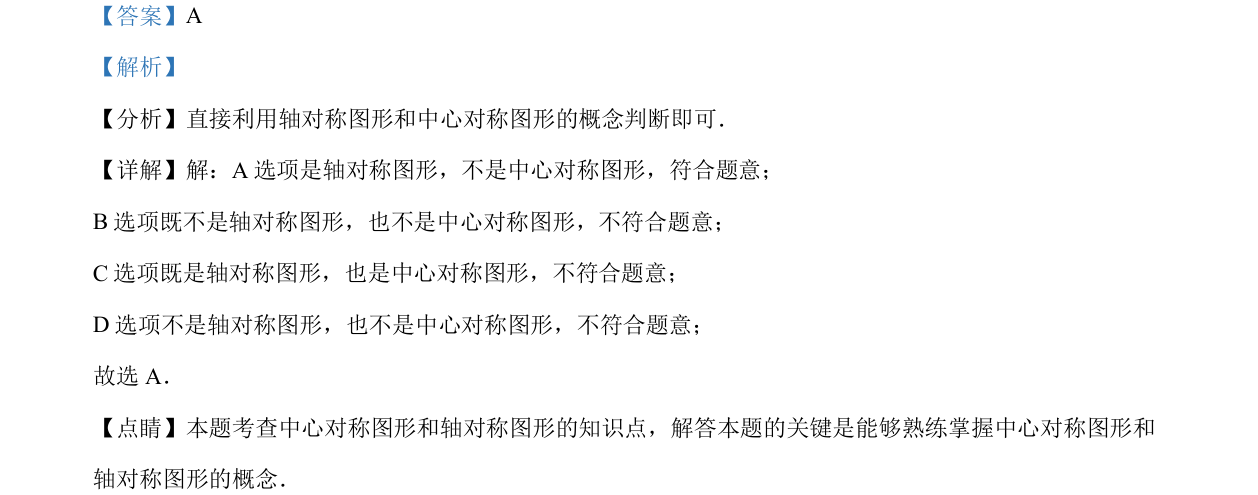 【答案】A
【解析】
【分析】直接利用轴对称图形和中心对称图形的概念判断即可．
【详解】解：A 选项是轴对称图形，不是中心对称图形，符合题意；
B 选项既不是轴对称图形，也不是中心对称图形，不符合题意；
C 选项既是轴对称图形，也是中心对称图形，不符合题意；
D 选项不是轴对称图形，也不是中心对称图形，不符合题意；
故选 A．
【点睛】本题考查中心对称图形和轴对称图形的知识点，解答本题的关键是能够熟练掌握中心对称图形和
轴对称图形的概念．